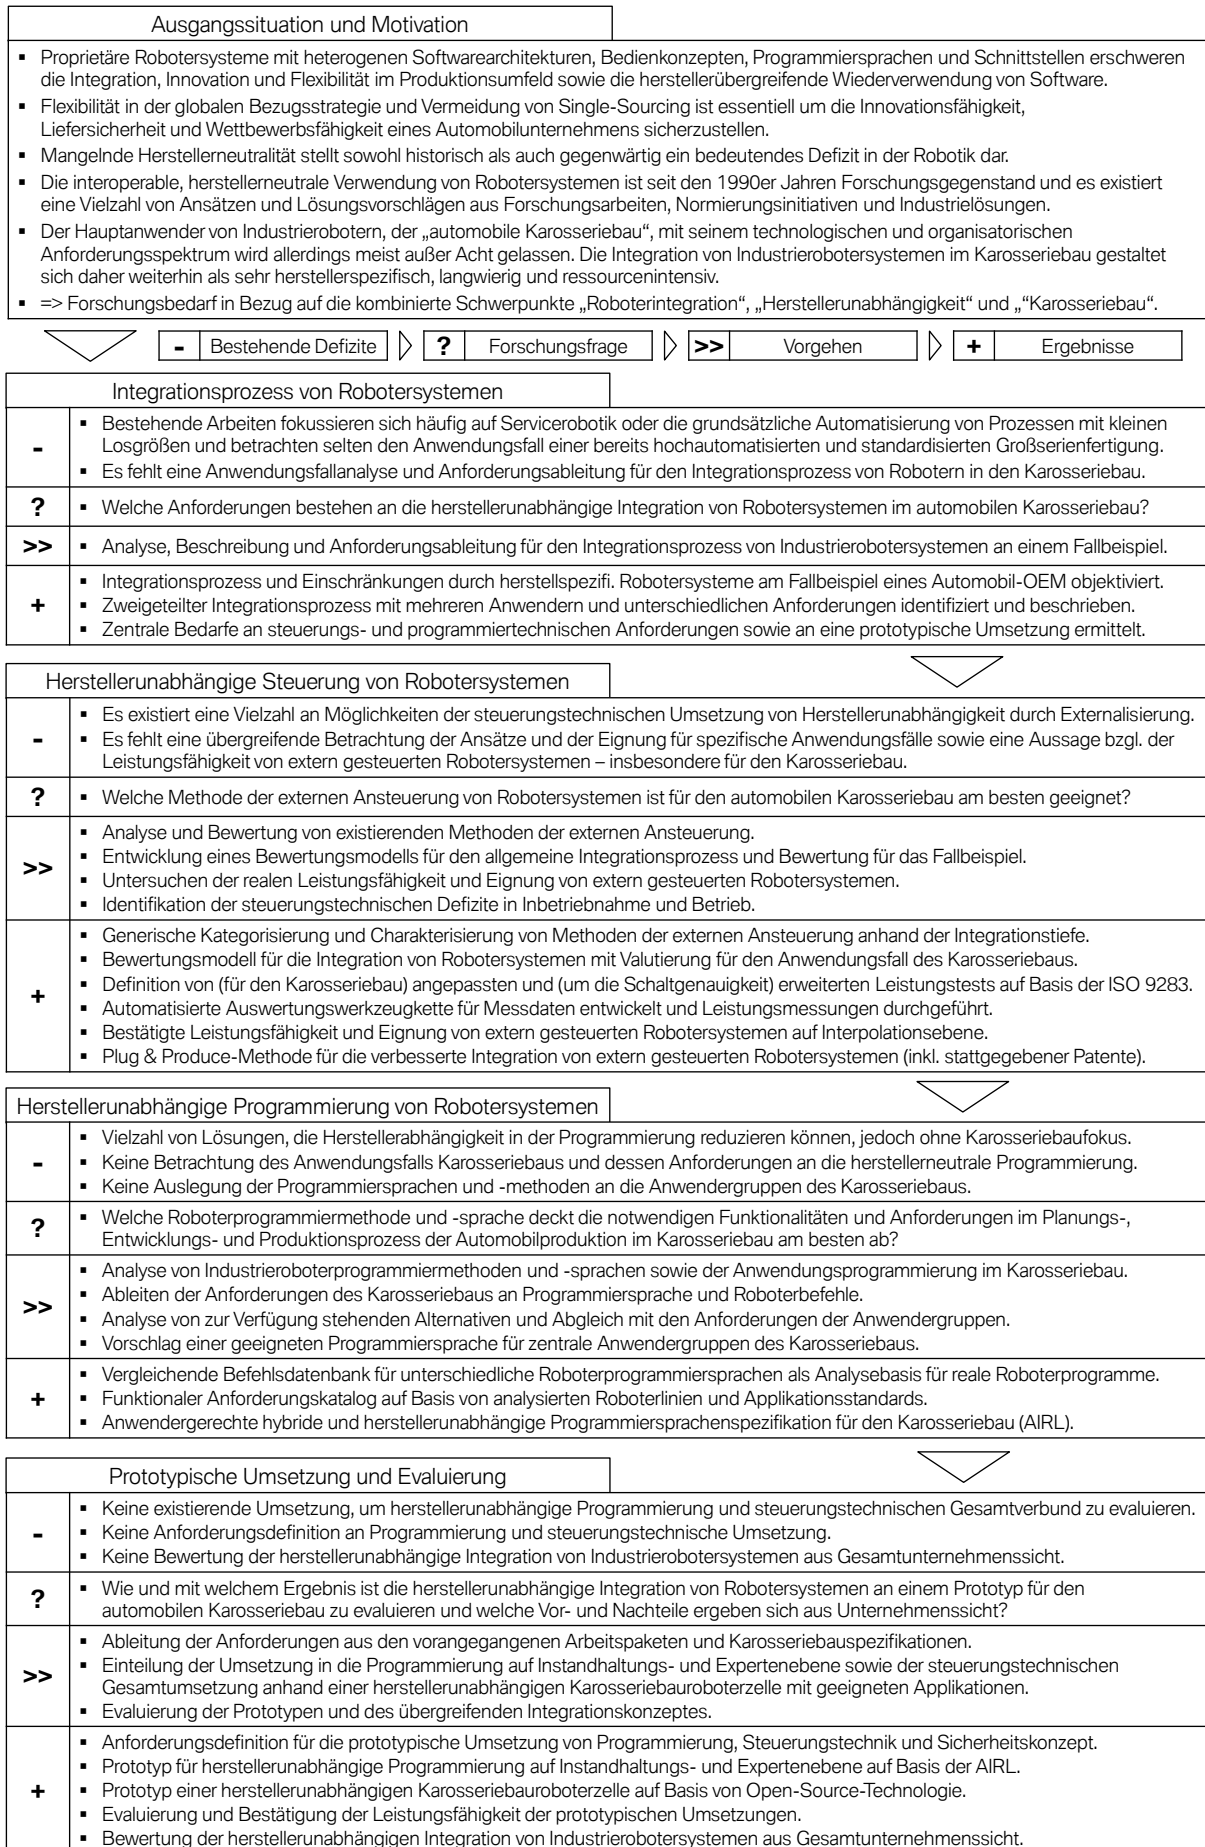 Ausgangssituation und Motivation
▪ Proprietäre Robotersysteme mit heterogenen Softwarearchitekturen, Bedienkonzepten, Programmiersprachen und Schnittstellen erschweren
die Integration, Innovation und Flexibilität im Produktionsumfeld sowie die herstellerübergreifende Wiederverwendung von Software.
▪ Flexibilität in der globalen Bezugsstrategie und Vermeidung von Single-Sourcing ist essentiell um die Innovationsfähigkeit,
Liefersicherheit und Wettbewerbsfähigkeit eines Automobilunternehmens sicherzustellen.
▪ Mangelnde Herstellerneutralität stellt sowohl historisch als auch gegenwärtig ein bedeutendes Defizit in der Robotik dar.
▪ Die interoperable, herstellerneutrale Verwendung von Robotersystemen ist seit den 1990er Jahren Forschungsgegenstand und es existiert
eine Vielzahl von Ansätzen und Lösungsvorschlägen aus Forschungsarbeiten, Normierungsinitiativen und Industrielösungen.
▪ Der Hauptanwender von Industrierobotern, der „automobile Karosseriebau“, mit seinem technologischen und organisatorischen
Anforderungsspektrum wird allerdings meist außer Acht gelassen. Die Integration von Industrierobotersystemen im Karosseriebau gestaltet
sich daher weiterhin als sehr herstellerspezifisch, langwierig und ressourcenintensiv.
▪ => Forschungsbedarf in Bezug auf die kombinierte Schwerpunkte „Roboterintegration“, „Herstellerunabhängigkeit“ und „“Karosseriebau“.
- Bestehende Defizite ? Forschungsfrage >> Vorgehen + Ergebnisse
Integrationsprozess von Robotersystemen
-
▪ Bestehende Arbeiten fokussieren sich häufig auf Servicerobotik oder die grundsätzliche Automatisierung von Prozessen mit kleinen
Losgrößen und betrachten selten den Anwendungsfall einer bereits hochautomatisierten und standardisierten Großserienfertigung.
▪ Es fehlt eine Anwendungsfallanalyse und Anforderungsableitung für den Integrationsprozess von Robotern in den Karosseriebau.
? ▪ Welche Anforderungen bestehen an die herstellerunabhängige Integration von Robotersystemen im automobilen Karosseriebau?
>> ▪ Analyse, Beschreibung und Anforderungsableitung für den Integrationsprozess von Industrierobotersystemen an einem Fallbeispiel.
+
▪ Integrationsprozess und Einschränkungen durch herstellspezifi. Robotersysteme am Fallbeispiel eines Automobil-OEM objektiviert.
▪ Zweigeteilter Integrationsprozess mit mehreren Anwendern und unterschiedlichen Anforderungen identifiziert und beschrieben.
▪ Zentrale Bedarfe an steuerungs- und programmiertechnischen Anforderungen sowie an eine prototypische Umsetzung ermittelt.
Herstellerunabhängige Steuerung von Robotersystemen
-
▪ Es existiert eine Vielzahl an Möglichkeiten der steuerungstechnischen Umsetzung von Herstellerunabhängigkeit durch Externalisierung.
▪ Es fehlt eine übergreifende Betrachtung der Ansätze und der Eignung für spezifische Anwendungsfälle sowie eine Aussage bzgl. der
Leistungsfähigkeit von extern gesteuerten Robotersystemen – insbesondere für den Karosseriebau.
? ▪ Welche Methode der externen Ansteuerung von Robotersystemen ist für den automobilen Karosseriebau am besten geeignet?
>>
▪ Analyse und Bewertung von existierenden Methoden der externen Ansteuerung.
▪ Entwicklung eines Bewertungsmodells für den allgemeine Integrationsprozess und Bewertung für das Fallbeispiel.
▪ Untersuchen der realen Leistungsfähigkeit und Eignung von extern gesteuerten Robotersystemen.
▪ Identifikation der steuerungstechnischen Defizite in Inbetriebnahme und Betrieb.
+
▪ Generische Kategorisierung und Charakterisierung von Methoden der externen Ansteuerung anhand der Integrationstiefe.
▪ Bewertungsmodell für die Integration von Robotersystemen mit Valutierung für den Anwendungsfall des Karosseriebaus.
▪ Definition von (für den Karosseriebau) angepassten und (um die Schaltgenauigkeit) erweiterten Leistungstests auf Basis der ISO 9283.
▪ Automatisierte Auswertungswerkzeugkette für Messdaten entwickelt und Leistungsmessungen durchgeführt.
▪ Bestätigte Leistungsfähigkeit und Eignung von extern gesteuerten Robotersystemen auf Interpolationsebene.
▪ Plug & Produce-Methode für die verbesserte Integration von extern gesteuerten Robotersystemen (inkl. stattgegebener Patente).
Herstellerunabhängige Programmierung von Robotersystemen
-
▪ Vielzahl von Lösungen, die Herstellerabhängigkeit in der Programmierung reduzieren können, jedoch ohne Karosseriebaufokus.
▪ Keine Betrachtung des Anwendungsfalls Karosseriebaus und dessen Anforderungen an die herstellerneutrale Programmierung.
▪ Keine Auslegung der Programmiersprachen und -methoden an die Anwendergruppen des Karosseriebaus.
?
▪ Welche Roboterprogrammiermethode und -sprache deckt die notwendigen Funktionalitäten und Anforderungen im Planungs-,
Entwicklungs- und Produktionsprozess der Automobilproduktion im Karosseriebau am besten ab?
>>
▪ Analyse von Industrieroboterprogrammiermethoden und -sprachen sowie der Anwendungsprogrammierung im Karosseriebau.
▪ Ableiten der Anforderungen des Karosseriebaus an Programmiersprache und Roboterbefehle.
▪ Analyse von zur Verfügung stehenden Alternativen und Abgleich mit den Anforderungen der Anwendergruppen.
▪ Vorschlag einer geeigneten Programmiersprache für zentrale Anwendergruppen des Karosseriebaus.
+
▪ Vergleichende Befehlsdatenbank für unterschiedliche Roboterprogrammiersprachen als Analysebasis für reale Roboterprogramme.
▪ Funktionaler Anforderungskatalog auf Basis von analysierten Roboterlinien und Applikationsstandards.
▪ Anwendergerechte hybride und herstellerunabhängige Programmiersprachenspezifikation für den Karosseriebau (AIRL).
Prototypische Umsetzung und Evaluierung
-
▪ Keine existierende Umsetzung, um herstellerunabhängige Programmierung und steuerungstechnischen Gesamtverbund zu evaluieren.
▪ Keine Anforderungsdefinition an Programmierung und steuerungstechnische Umsetzung.
▪ Keine Bewertung der herstellerunabhängige Integration von Industrierobotersystemen aus Gesamtunternehmenssicht.
?
▪ Wie und mit welchem Ergebnis ist die herstellerunabhängige Integration von Robotersystemen an einem Prototyp für den
automobilen Karosseriebau zu evaluieren und welche Vor- und Nachteile ergeben sich aus Unternehmenssicht?
>>
▪ Ableitung der Anforderungen aus den vorangegangenen Arbeitspaketen und Karosseriebauspezifikationen.
▪ Einteilung der Umsetzung in die Programmierung auf Instandhaltungs- und Expertenebene sowie der steuerungstechnischen
Gesamtumsetzung anhand einer herstellerunabhängigen Karosseriebauroboterzelle mit geeigneten Applikationen.
▪ Evaluierung der Prototypen und des übergreifenden Integrationskonzeptes.
+
▪ Anforderungsdefinition für die prototypische Umsetzung von Programmierung, Steuerungstechnik und Sicherheitskonzept.
▪ Prototyp für herstellerunabhängige Programmierung auf Instandhaltungs- und Expertenebene auf Basis der AIRL.
▪ Prototyp einer herstellerunabhängigen Karosseriebauroboterzelle auf Basis von Open-Source-Technologie.
▪ Evaluierung und Bestätigung der Leistungsfähigkeit der prototypischen Umsetzungen.
▪ Bewertung der herstellerunabhängigen Integration von Industrierobotersystemen aus Gesamtunternehmenssicht.